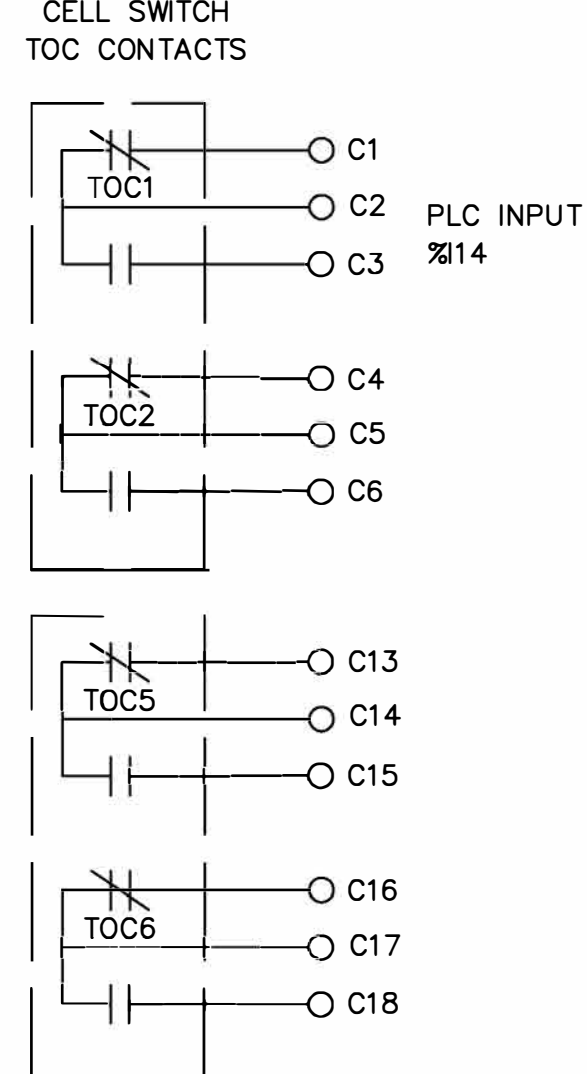 CELL SWITCH
TOC CONTACTS
C1
TOC1
C2
PLC INPUT
C3
%I14
C4
TOC2
C5
C6
C13
TOC5
C14
C15
C16
TOC6
C17
C18